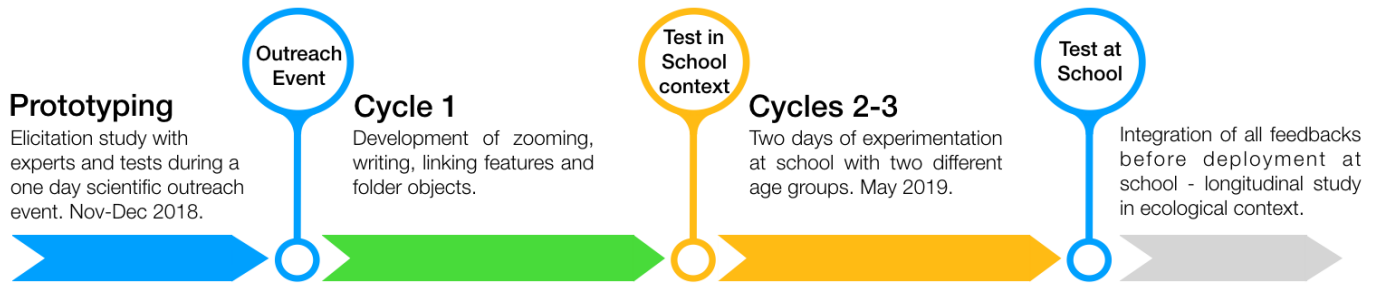 Prototyping
Elicitation study with
experts and tests during a
one day scientific outreach
event. Nov-Dec 2018.
Outreach
Event
Cycle 1
Development of zooming,
writing, linking features and
folder objects.
Test in
School
context
Cycles 2-3
Two days of experimentation
at school with two different
age groups. May 2019.
Test at
School
Integration of all feedbacks
before deployment at
school - longitudinal study
in ecological context.